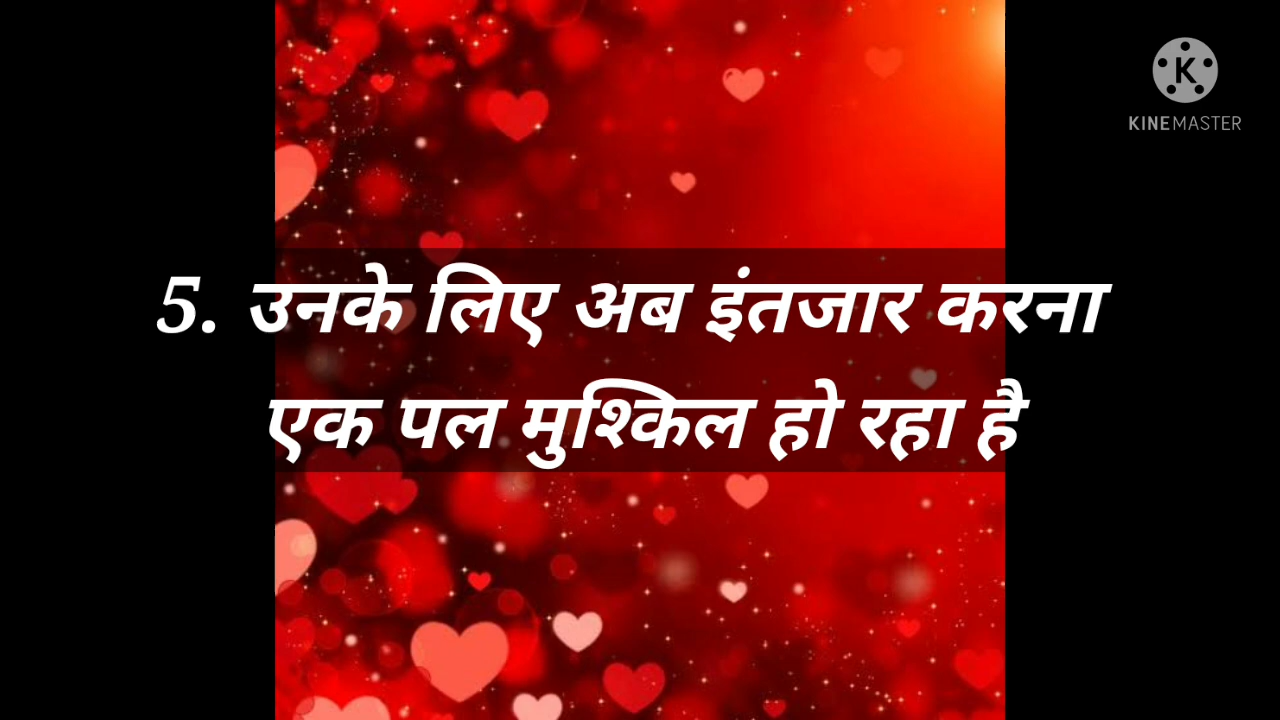 KINEMASTER
5. उनके लिए अब इंतजार करना
एक पल मुश्किल हो रहा है